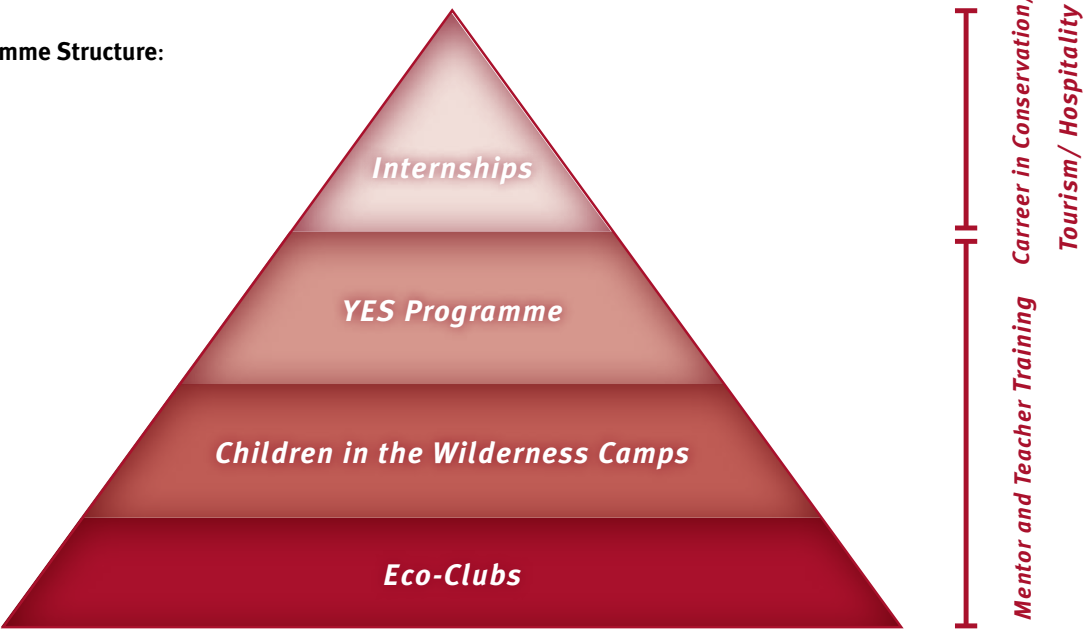 mme Structure:
Internships
YES Programme
Children in the Wilderness Camps
Eco-Clubs
Carreer in Conservation/
Tourism/ Hospitality
Mentor and Teacher Training